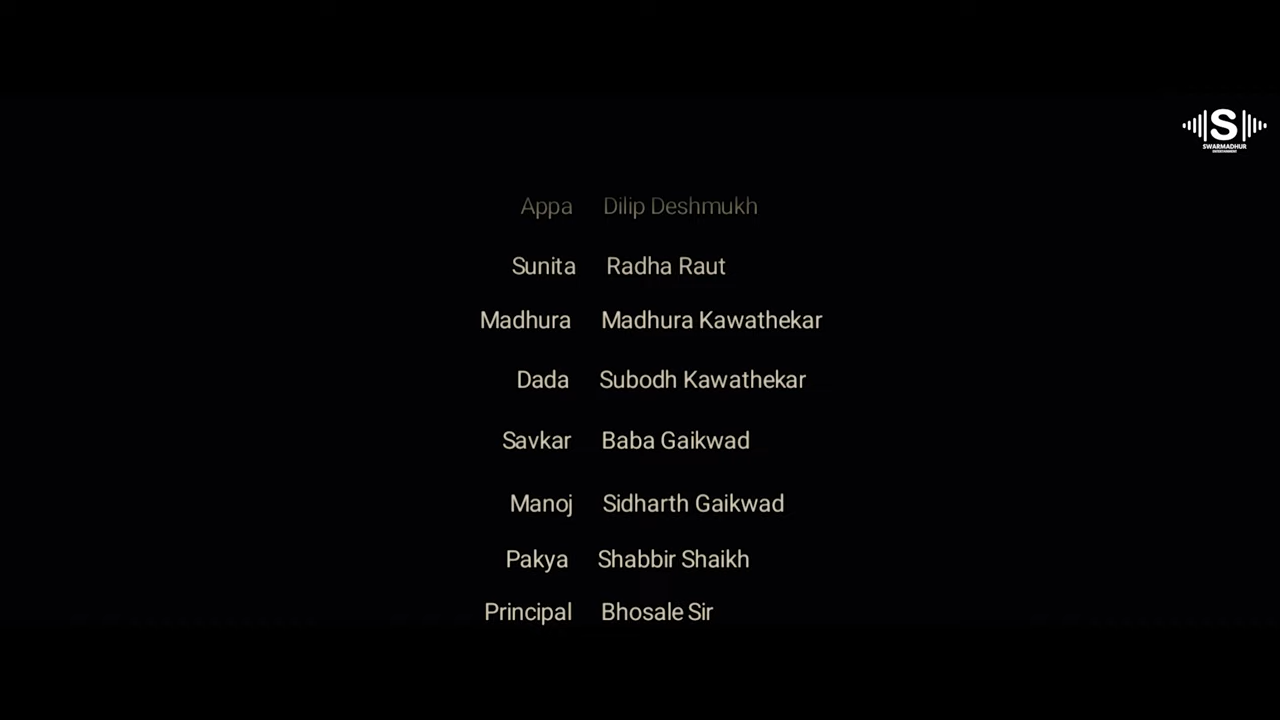 S
SWARMADHUR
ENTERTAINMENT
Appa Dilip Deshmukh
Sunita Radha Raut
Madhura Madhura Kawathekar
Dada Subodh Kawathekar
Savkar Baba Gaikwad
Manoj Sidharth Gaikwad
Pakya Shabbir Shaikh
Principal Bhosale Sir